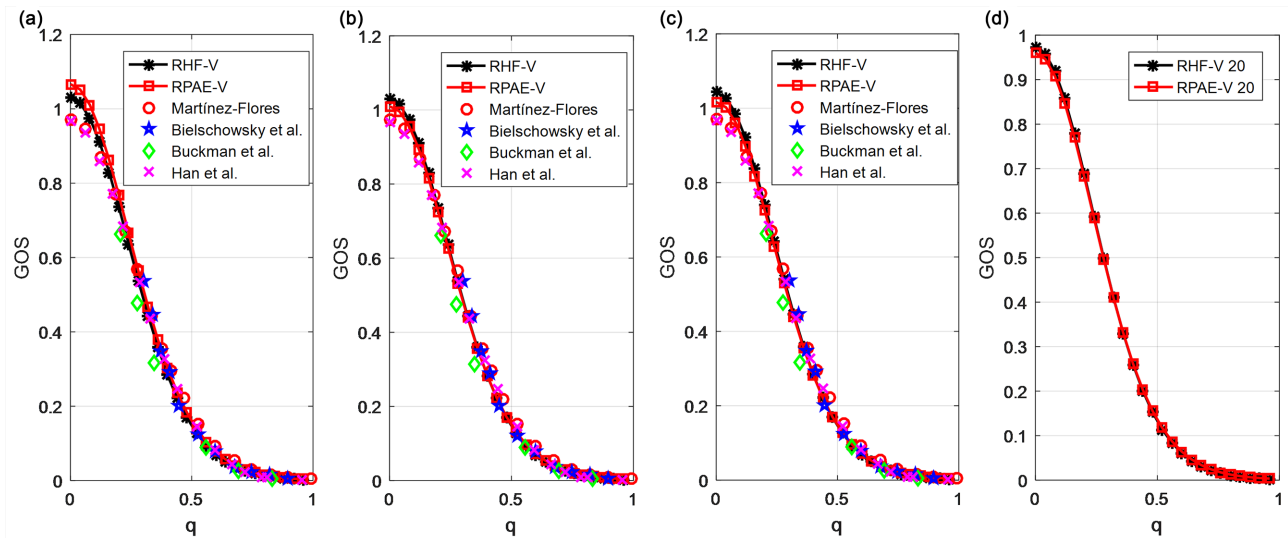 (a)
1.2
1
0.8
0.6
0.4
0.2
0
0
0.5
1
GOS
q
RHF-V
RPAE-V
Martínez-Flores
Bielschowsky et al.
Buckman et al.
Han et al.
(b)
1.2
1
0.8
0.6
0.4
0.2
0
0
0.5
1
GOS
q
RHF-V
RPAE-V
Martínez-Flores
Bielschowsky et al.
Buckman et al.
Han et al.
(c)
1.2
1
0.8
0.6
0.4
0.2
0
0
0.5
1
GOS
q
RHF-V
RPAE-V
Martínez-Flores
Bielschowsky et al.
Buckman et al.
Han et al.
(d)
1
0.9
0.8
0.7
0.6
0.5
0.4
0.3
0.2
0.1
0
0
0.5
1
GOS
q
RHF-V 20
RPAE-V 20